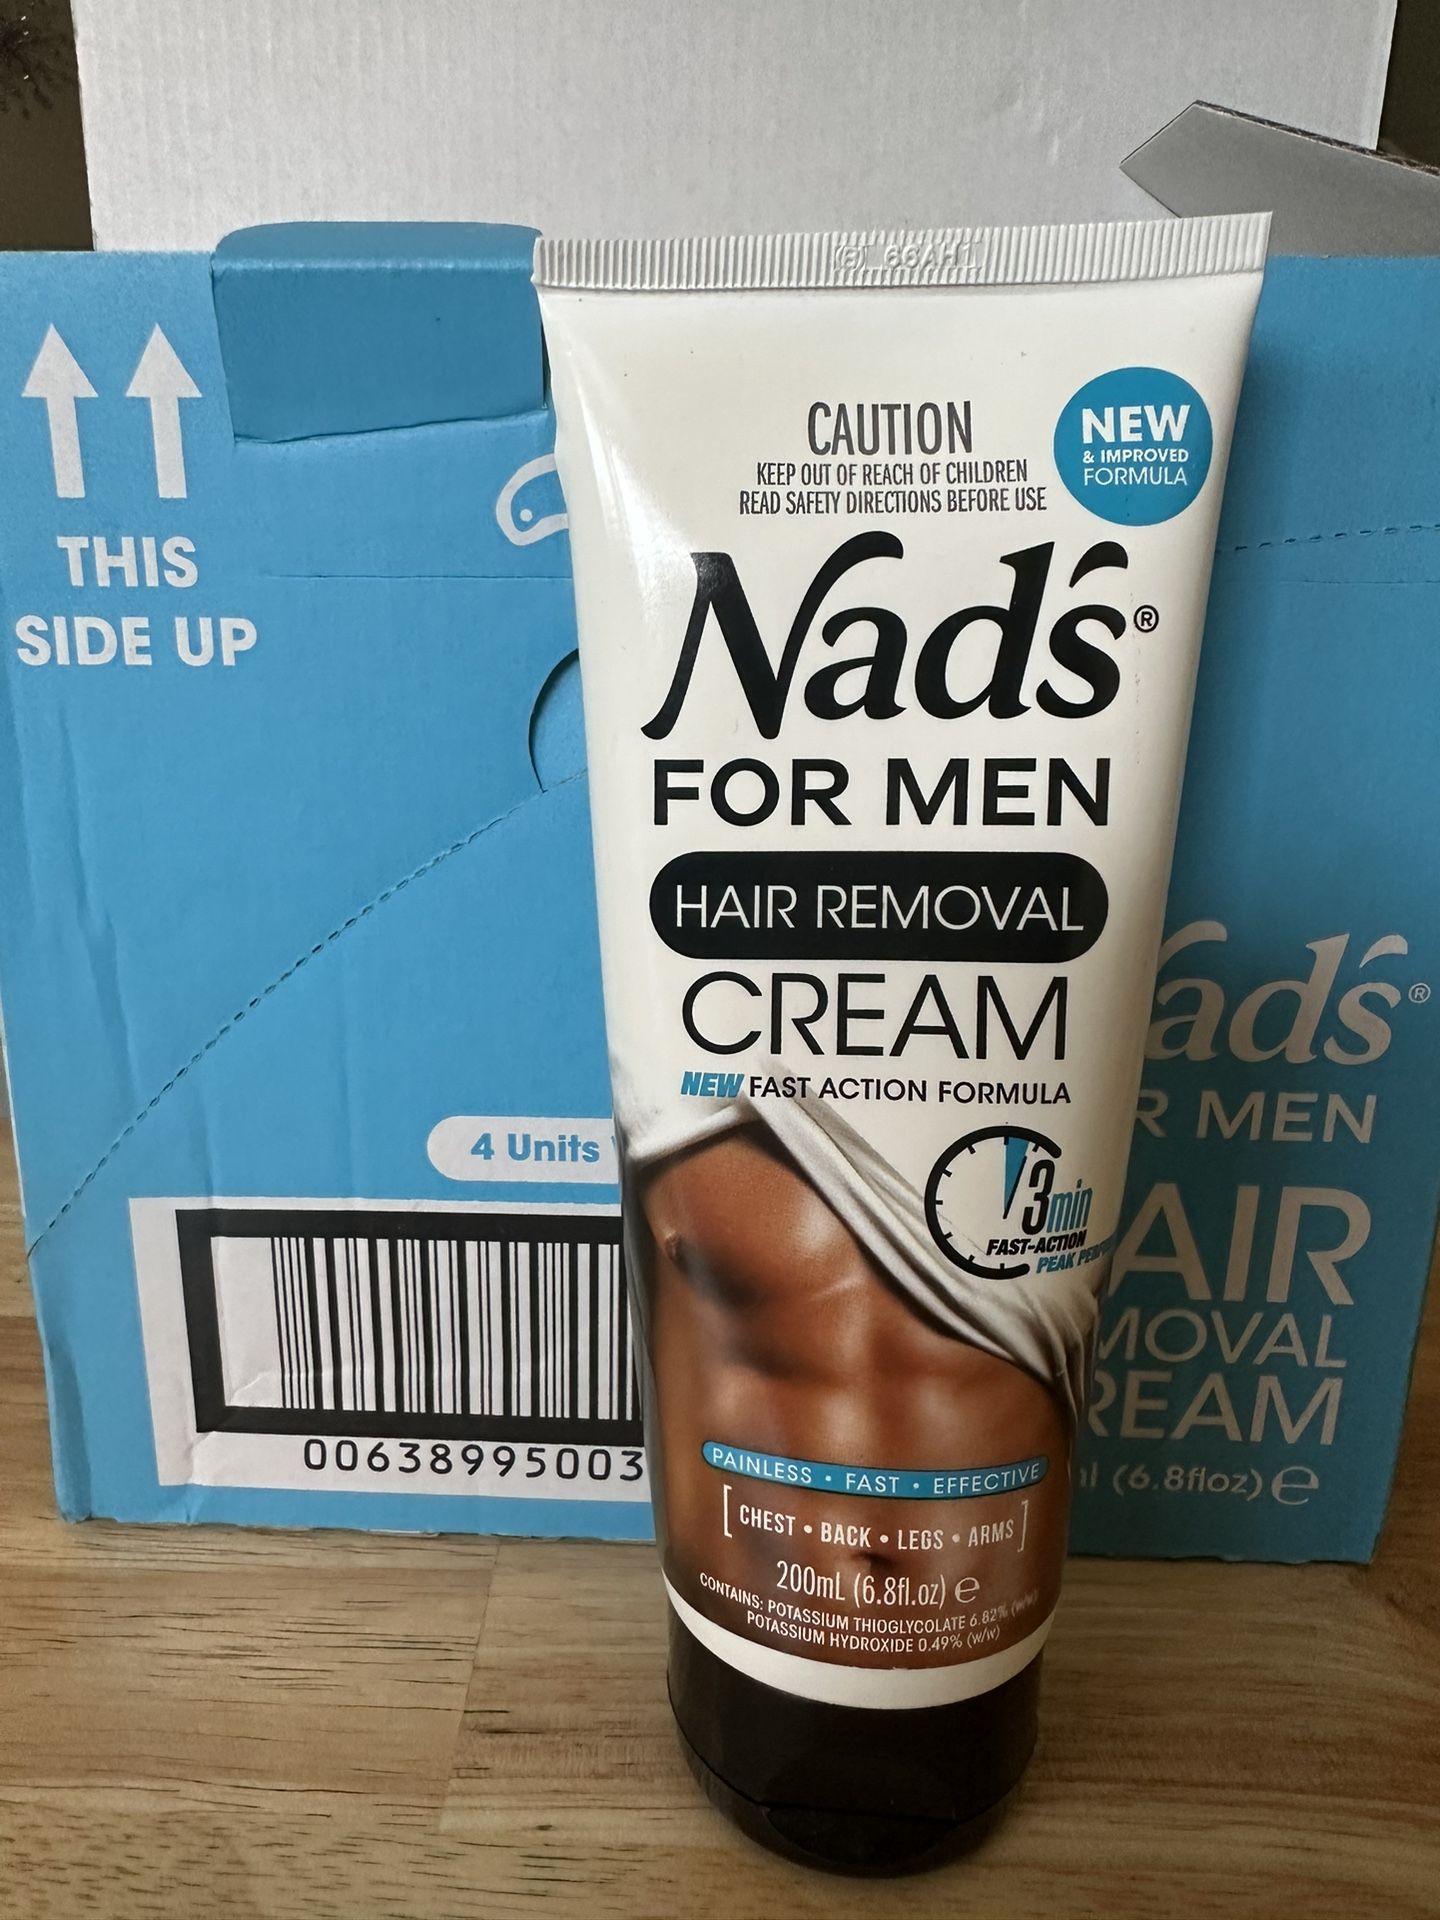 66AH1
THIS
SIDE UP
CAUTION
KEEP OUT OF REACH OF CHILDREN
READ SAFETY DIRECTIONS BEFORE USE
NEW
& IMPROVED
FORMULA
Nad's®
FOR MEN
HAIR REMOVAL
CREAM
NEW FAST ACTION FORMULA
3min
FAST-ACTION
PEAK
PAINLESS • FAST • EFFECTIVE
[CHEST • BACK • LEGS • ARMS]
200mL (6.8fl.oz) ℮
CONTAINS: POTASSIUM THIOGLYCOLATE 6.82% (w/w)
POTASSIUM HYDROXIDE 0.49% (w/w)
4 Units
00638995003
ad's®
R MEN
AIR
MOVAL
REAM
l (6.8floz) ℮